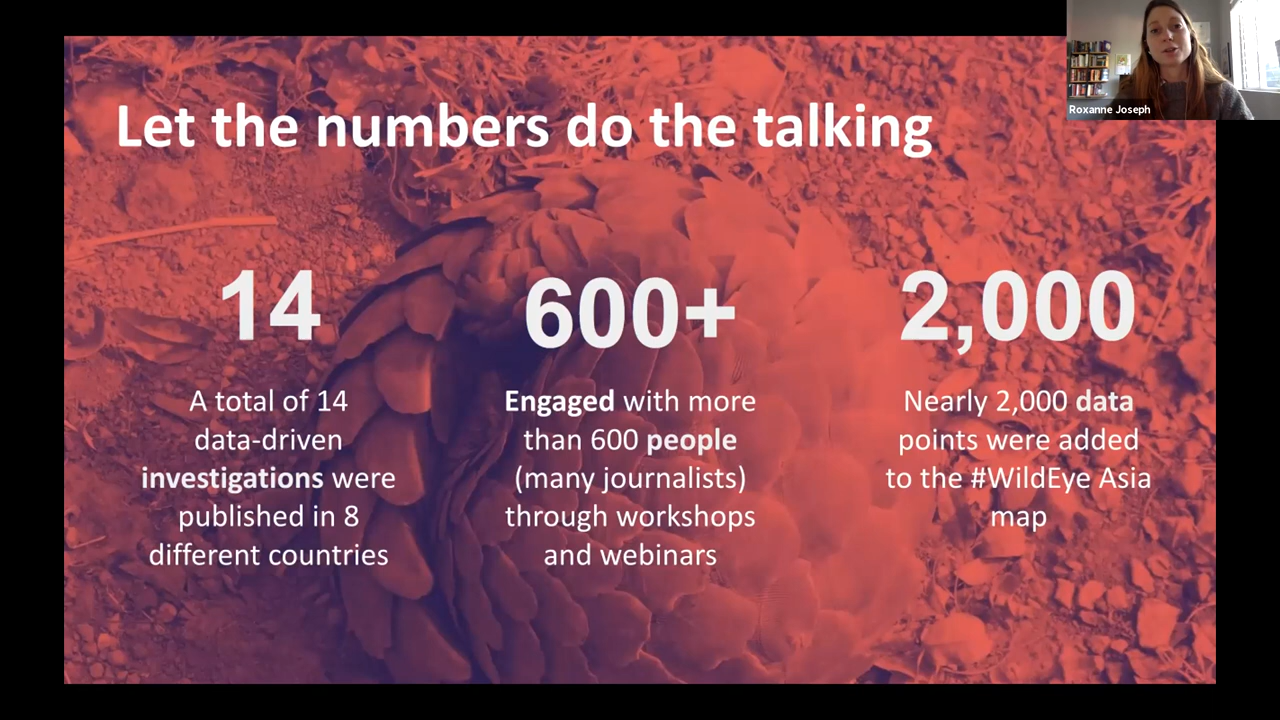 Roxanne Joseph
Let the numbers do the talking
14
A total of 14
data-driven
investigations were
published in 8
different countries
600+
Engaged with more
than 600 people
(many journalists)
through workshops
and webinars
2,000
Nearly 2,000 data
points were added
to the #WildEye Asia
map